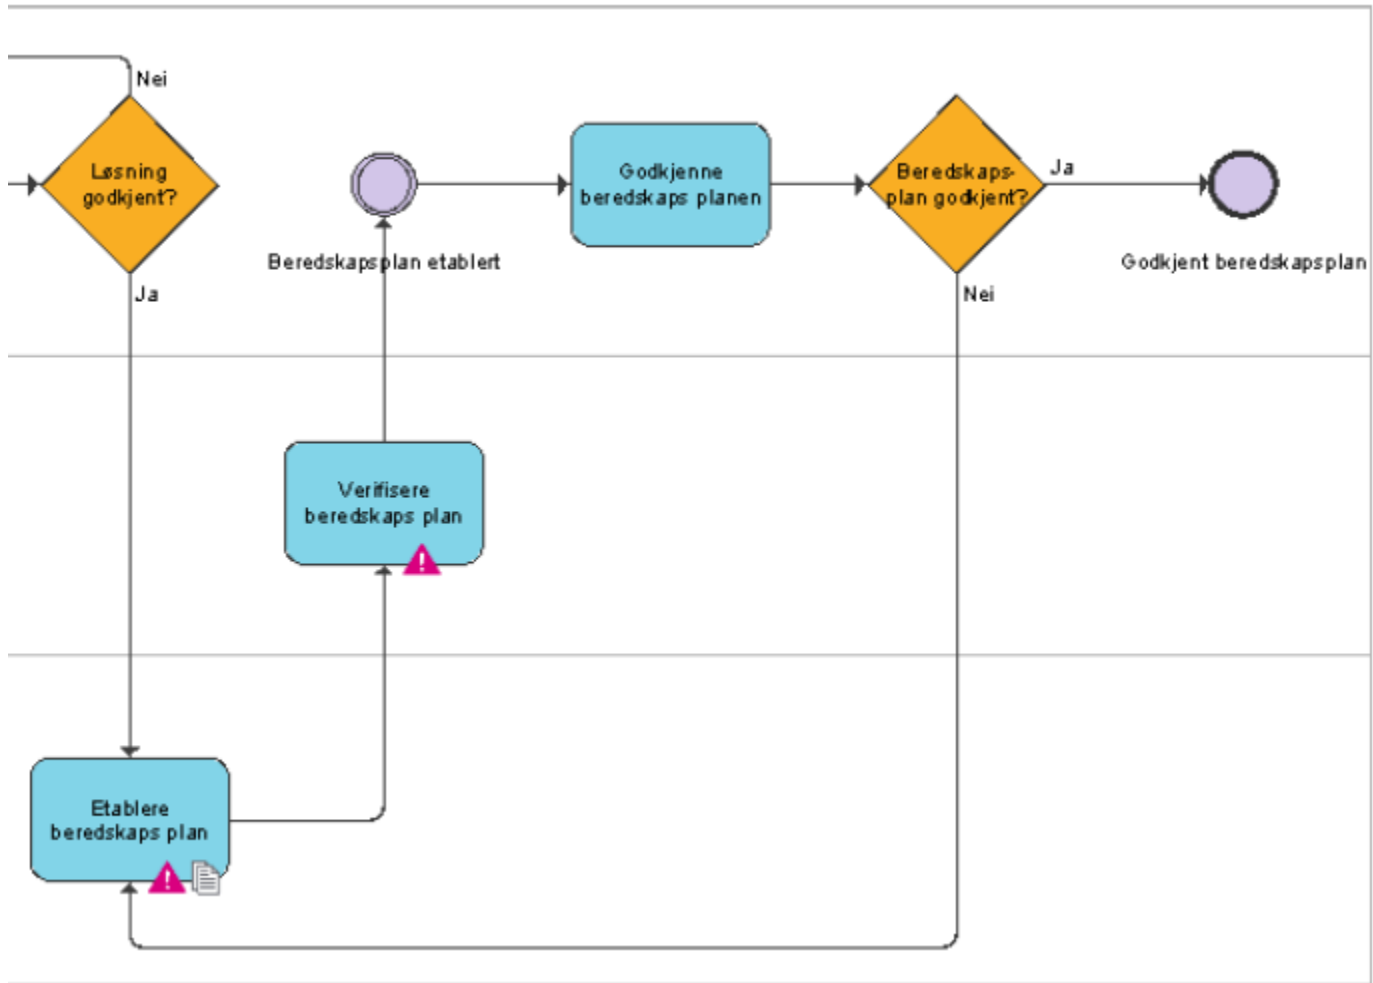 Nei
Løsning
godkjent?
Ja
Beredskapsplan etablert
Godkjenne
beredskaps planen
Beredskaps-
plan godkjent?
Ja
Nei
Godkjent beredskapsplan
Verifisere
beredskaps plan
Etablere
beredskaps plan